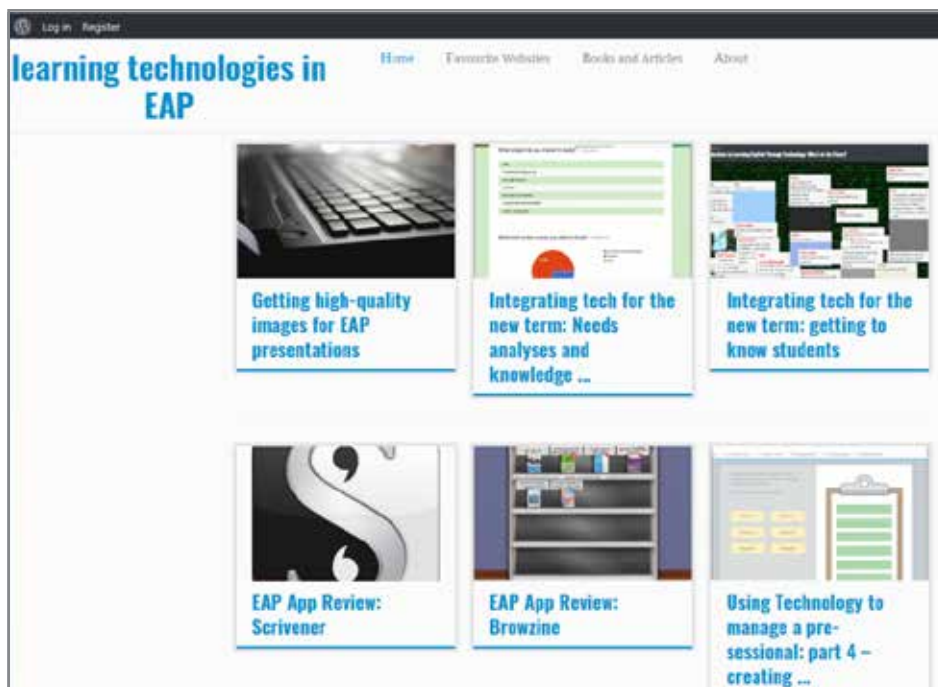 Log in Register
learning technologies in
EAP
Home Favourite Websites Books and Articles About
Getting high-quality
images for EAP
presentations
Integrating tech for the
new term: Needs
analyses and
knowledge ...
Integrating tech for the
new term: getting to
know students
EAP App Review:
Scrivener
EAP App Review:
Browzine
Using Technology to
manage a pre-
sessional: part 4 –
creating ...